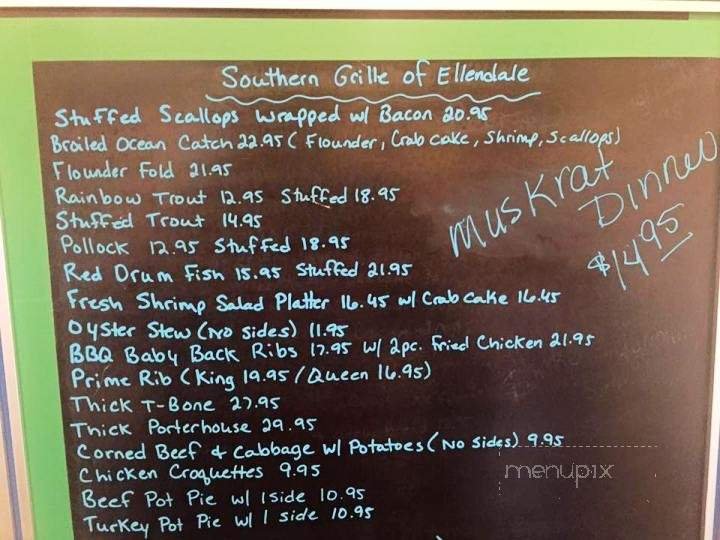 Southern Grille of Ellendale
Stuffed Scallops wrapped w/ Bacon 20.95
Broiled Ocean Catch 22.95 ( Flounder, Crab cake, Shrimp, Scallops)
Flounder Fold 21.95
Rainbow Trout 12.95 Stuffed 18.95
Stuffed Trout 14.95
Pollock 12.95 Stuffed 18.95
Red Drum Fish 15.95 Stuffed 21.95
Fresh Shrimp Salad Platter 16.45 w/ Crab cake 16.45
Oyster Stew (No sides) 11.95
BBQ Baby Back Ribs 17.95 w/ 2pc. Fried Chicken 21.95
Prime Rib (King 19.95 / Queen 16.95)
Thick T-Bone 27.95
Thick Porterhouse 29.95
Corned Beef & Cabbage w/ Potatoes (No sides) 9.95
Chicken Croquettes 9.95
Beef Pot Pie w/ 1 side 10.95
Turkey Pot Pie w/ 1 side 10.95
Muskrat
Dinner
$14.95
menupix